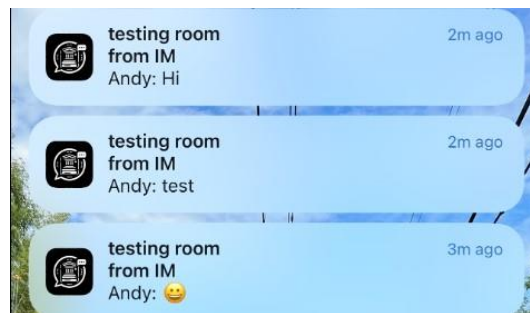 testing room
2m ago
from IM
Andy: Hi
testing room
2m ago
from IM
Andy: test
testing room
3m ago
from IM
Andy: 😀